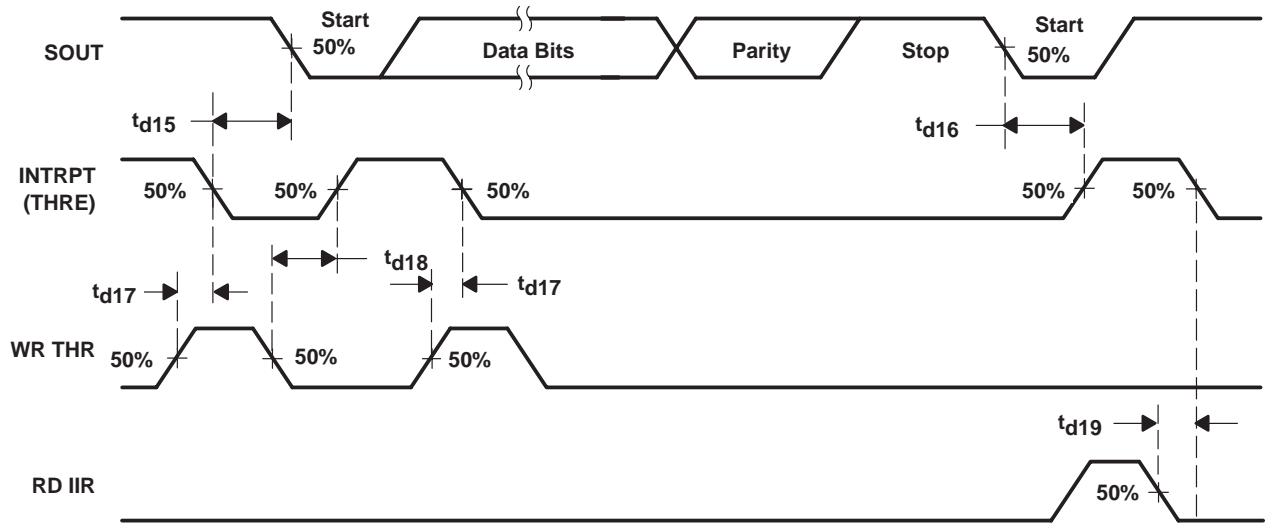 Start
SOUT
50%
Data Bits
Parity
Stop
Start
50%
td15
td16
INTRPT
(THRE)
50%
50%
50%
50%
50%
td18
td17
td17
WR THR
50%
50%
50%
td19
RD IIR
50%